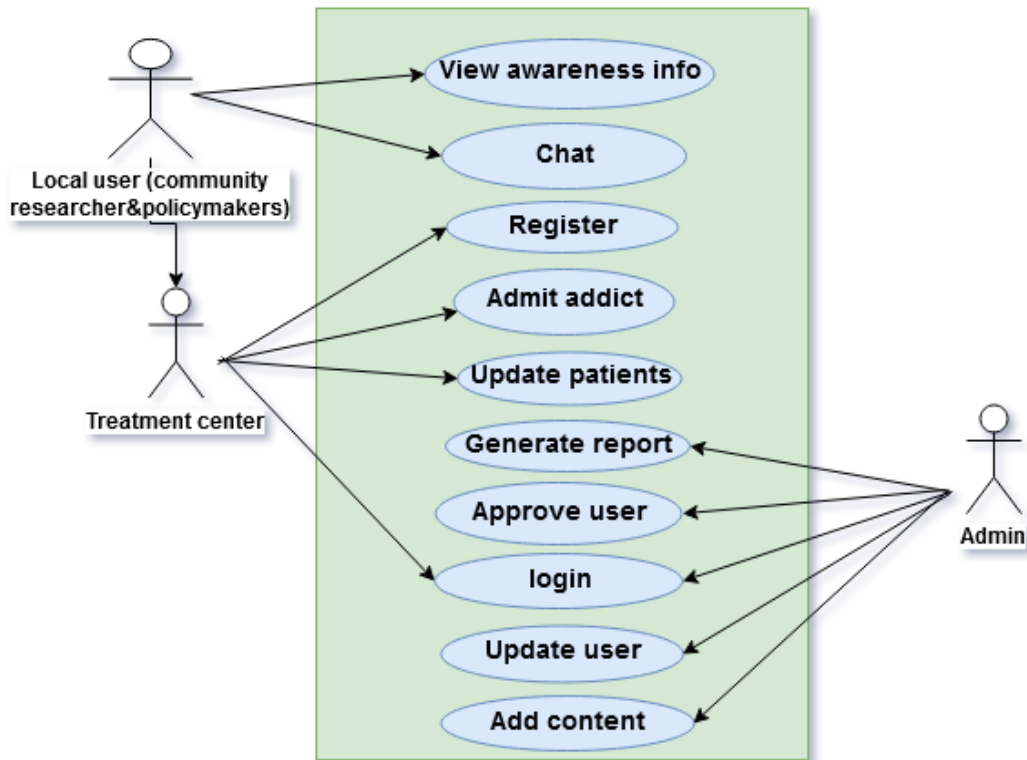 View awareness info
Chat
Local user (community
researcher&policymakers)
Register
Admit addict
Update patients
Treatment center
Generate report
Approve user
Admin
login
Update user
Add content